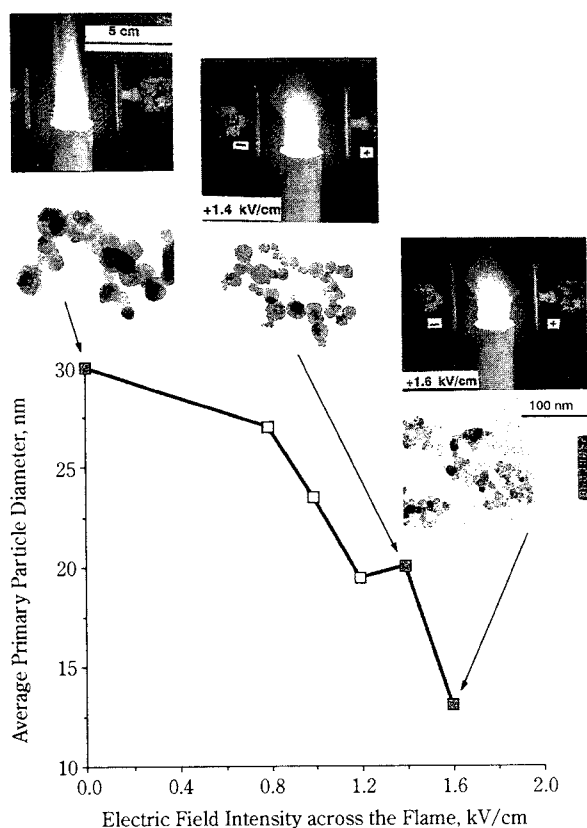 5 cm
−
+
+1.4 kV/cm
−
+
+1.6 kV/cm
100 nm
Average Primary Particle Diameter, nm
30
25
20
15
10
0.0 0.4 0.8 1.2 1.6 2.0
Electric Field Intensity across the Flame, kV/cm